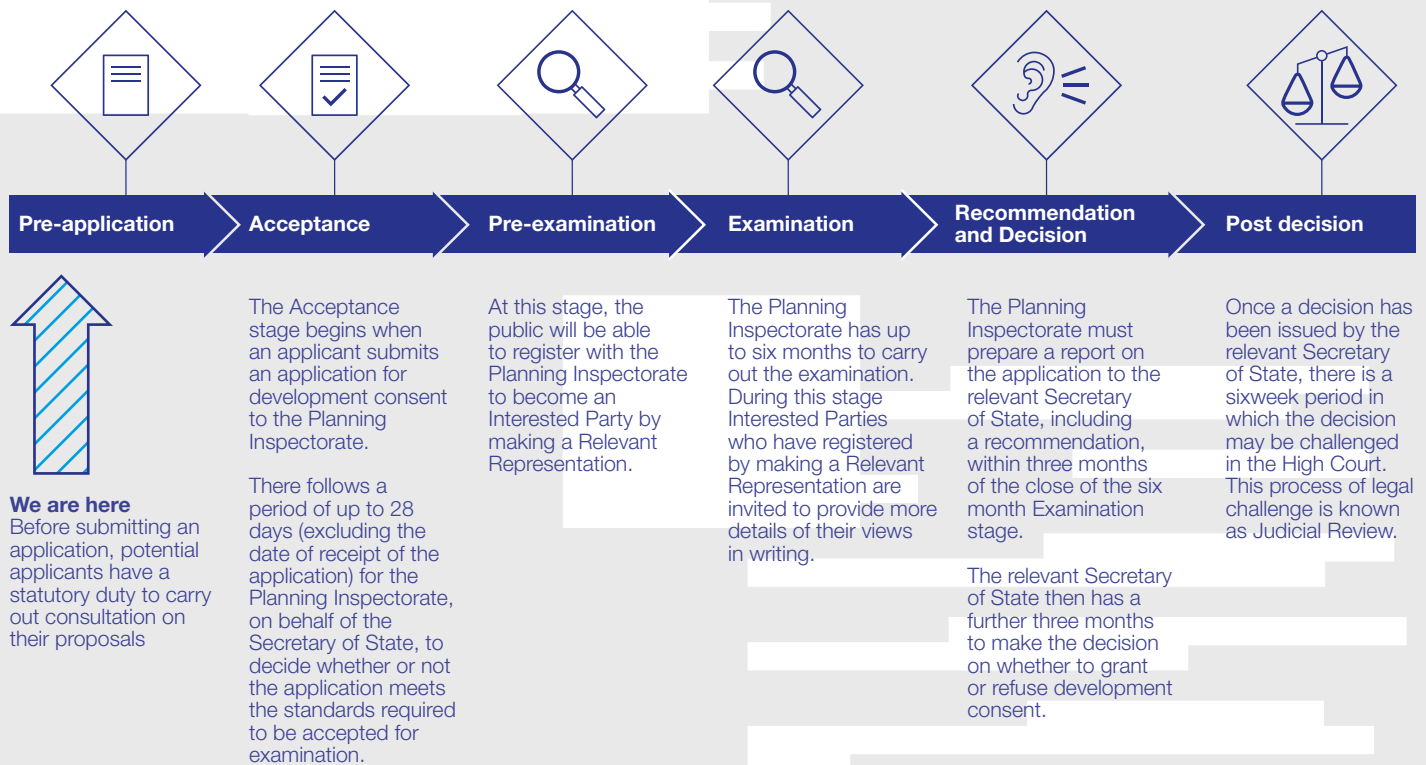 Pre-application
Acceptance
Pre-examination
Examination
Recommendation
and Decision
Post decision
We are here
Before submitting an
application, potential
applicants have a
statutory duty to carry
out consultation on
their proposals
The Acceptance
stage begins when
an applicant submits
an application for
development consent
to the Planning
Inspectorate.
There follows a
period of up to 28
days (excluding the
date of receipt of the
application) for the
Planning Inspectorate,
on behalf of the
Secretary of State, to
decide whether or not
the application meets
the standards required
to be accepted for
examination.
At this stage, the
public will be able
to register with the
Planning Inspectorate
to become an
Interested Party by
making a Relevant
Representation.
The Planning
Inspectorate has up
to six months to carry
out the examination.
During this stage
Interested Parties
who have registered
by making a Relevant
Representation are
invited to provide more
details of their views
in writing.
The Planning
Inspectorate must
prepare a report on
the application to the
relevant Secretary
of State, including
a recommendation,
within three months
of the close of the six
month Examination
stage.
The relevant Secretary
of State then has a
further three months
to make the decision
on whether to grant
or refuse development
consent.
Once a decision has
been issued by the
relevant Secretary
of State, there is a
sixweek period in
which the decision
may be challenged
in the High Court.
This process of legal
challenge is known
as Judicial Review.